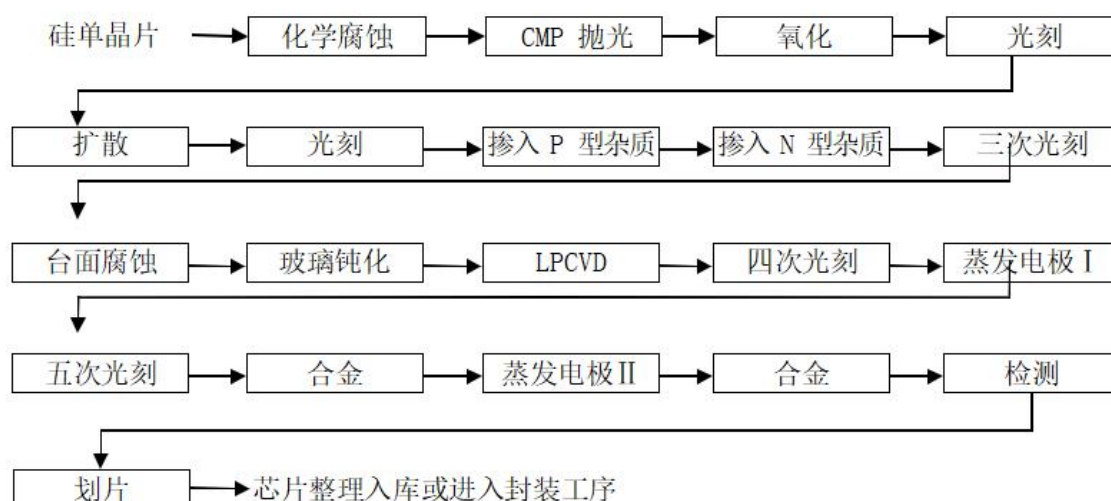 硅单晶片 化学腐蚀 CMP 抛光 氧化 光刻
扩散 光刻 掺入 P 型杂质 掺入 N 型杂质 三次光刻
台面腐蚀 玻璃钝化 LPCVD 四次光刻 蒸发电极Ⅰ
五次光刻 合金 蒸发电极Ⅱ 合金 检测
划片 芯片整理入库或进入封装工序